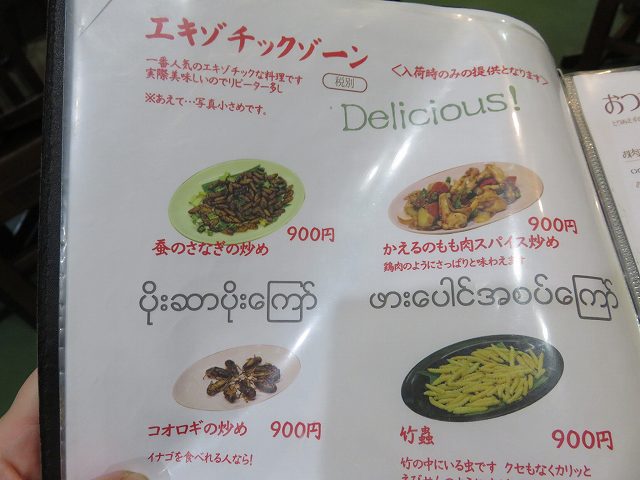 エキゾチックゾーン
一番人気のエキゾチックな料理です
実際美味しいのでリピーター多し
税別
＜入荷時のみの提供となります＞
※あえて…写真小さめです。
Delicious!
蚕のさなぎの炒め
900円
かえるのもも肉スパイス炒め
900円
鶏肉のようにさっぱりと味わえます
ပိုးဆာပိုးကြော်
ဖားပေါင်အစပ်ကြော်
コオロギの炒め
900円
イナゴを食べれる人なら!
竹蟲
900円
竹の中にいる虫です クセもなくカリッと
おつ